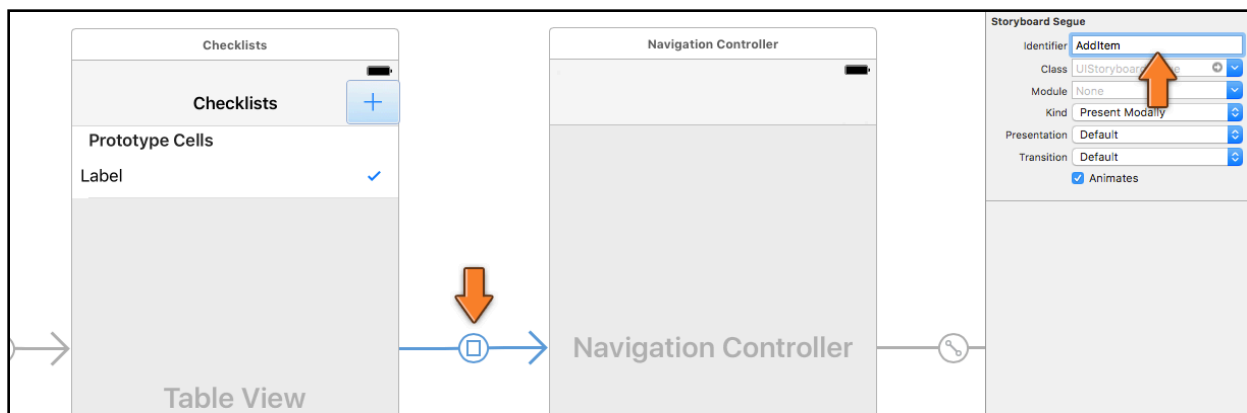 Checklists
Checklists
+
Prototype Cells
Label
Table View
Navigation Controller
Navigation Controller
Storyboard Segue
Identifier AddItem
Class UIStoryboard
Module None
Kind Present Modally
Presentation Default
Transition Default
Animates